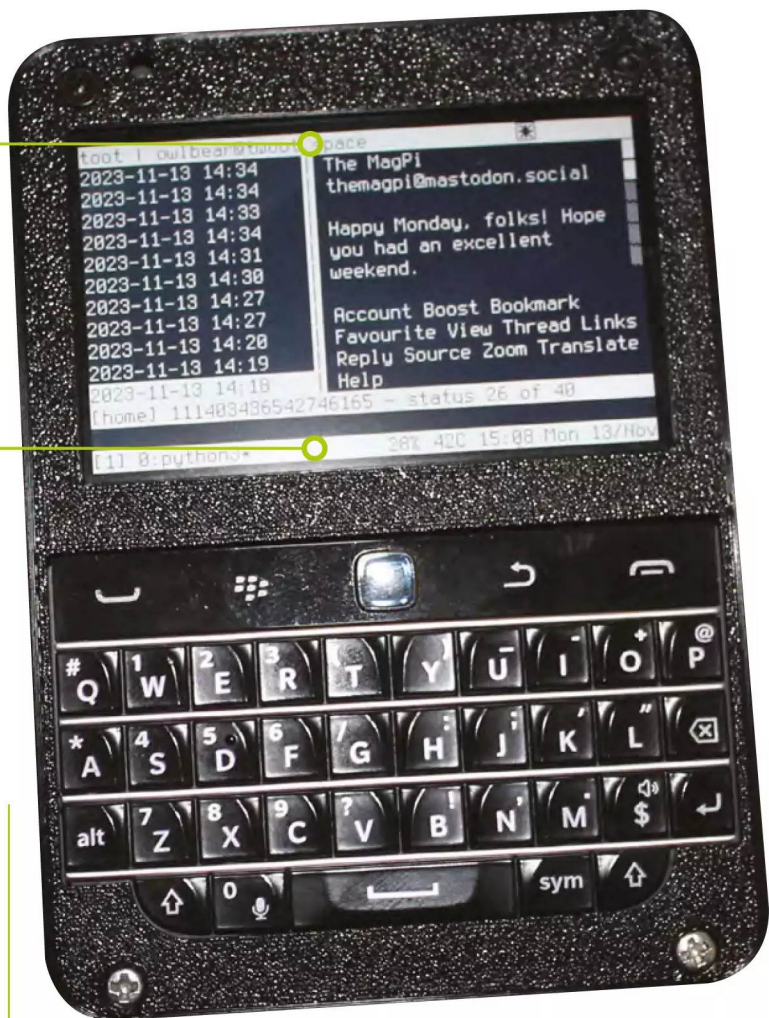 toot | owlbear@ space
2023-11-13 14:34
2023-11-13 14:34
2023-11-13 14:33
2023-11-13 14:34
2023-11-13 14:31
2023-11-13 14:30
2023-11-13 14:27
2023-11-13 14:27
2023-11-13 14:20
2023-11-13 14:19
2023-11-13 14:18
The MagPi
themagpi@mastodon.social
Happy Monday, folks! Hope
you had an excellent
weekend.
Account Boost Bookmark
Favourite View Thread Links
Reply Source Zoom Translate
Help
[home] 111403436542746165 - status 26 of 40
[1] 0:python3* 28% 42C 15:08 Mon 13/Nov
# Q 1 W 2 E 3 R ( T ) Y _ U - I + O @ P
* A 4 S 5 D 6 F / G : H ; J ' K " L
alt 7 Z 8 X 9 C ? V ! B , N . M $
0 sym